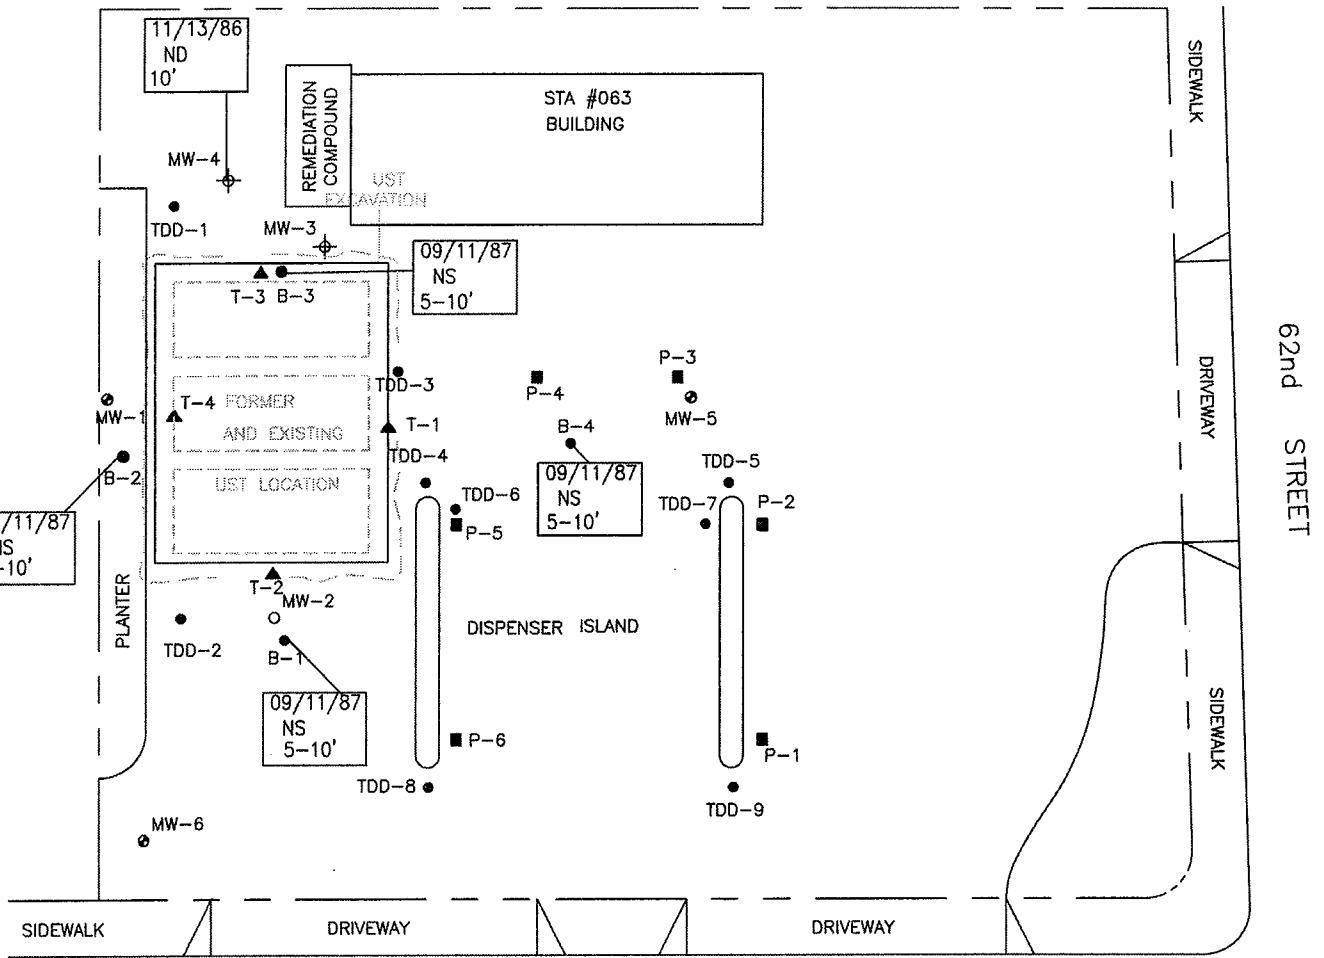 11/13/86
ND
10'
MW-4
TDD-1
REMEDIATION
COMPOUND
STA #063
BUILDING
SIDEWALK
UST
EXCAVATION
MW-3
09/11/87
NS
5-10'
T-3 B-3
TDD-3
P-4
P-3
MW-5
62nd STREET
DRIVEWAY
MW-1
T-4
FORMER
AND EXISTING
UST LOCATION
T-1
B-4
B-2
TDD-4
TDD-5
09/11/87
NS
5-10'
TDD-6
P-5
TDD-7
P-2
/11/87
-10'
T-2
MW-2
PLANTER
TDD-2
B-1
DISPENSER ISLAND
09/11/87
NS
5-10'
P-6
P-1
SIDEWALK
TDD-8
TDD-9
MW-6
SIDEWALK
DRIVEWAY
DRIVEWAY